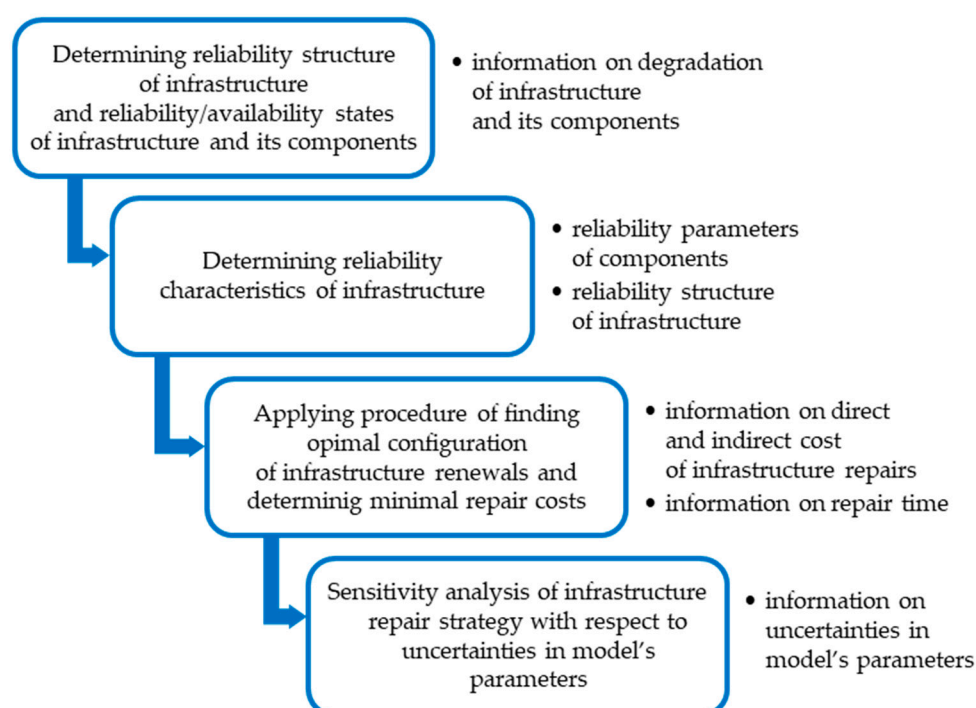 Determining reliability structure
of infrastructure
and reliability/availability states
of infrastructure and its components
• information on degradation
of infrastructure
and its components
Determining reliability
characteristics of infrastructure
• reliability parameters
of components
• reliability structure
of infrastructure
Applying procedure of finding
opimal configuration
of infrastructure renewals and
determinig minimal repair costs
• information on direct
and indirect cost
of infrastructure repairs
• information on repair time
Sensitivity analysis of infrastructure
repair strategy with respect to
uncertainties in model's
parameters
• information on
uncertainties in
model's parameters